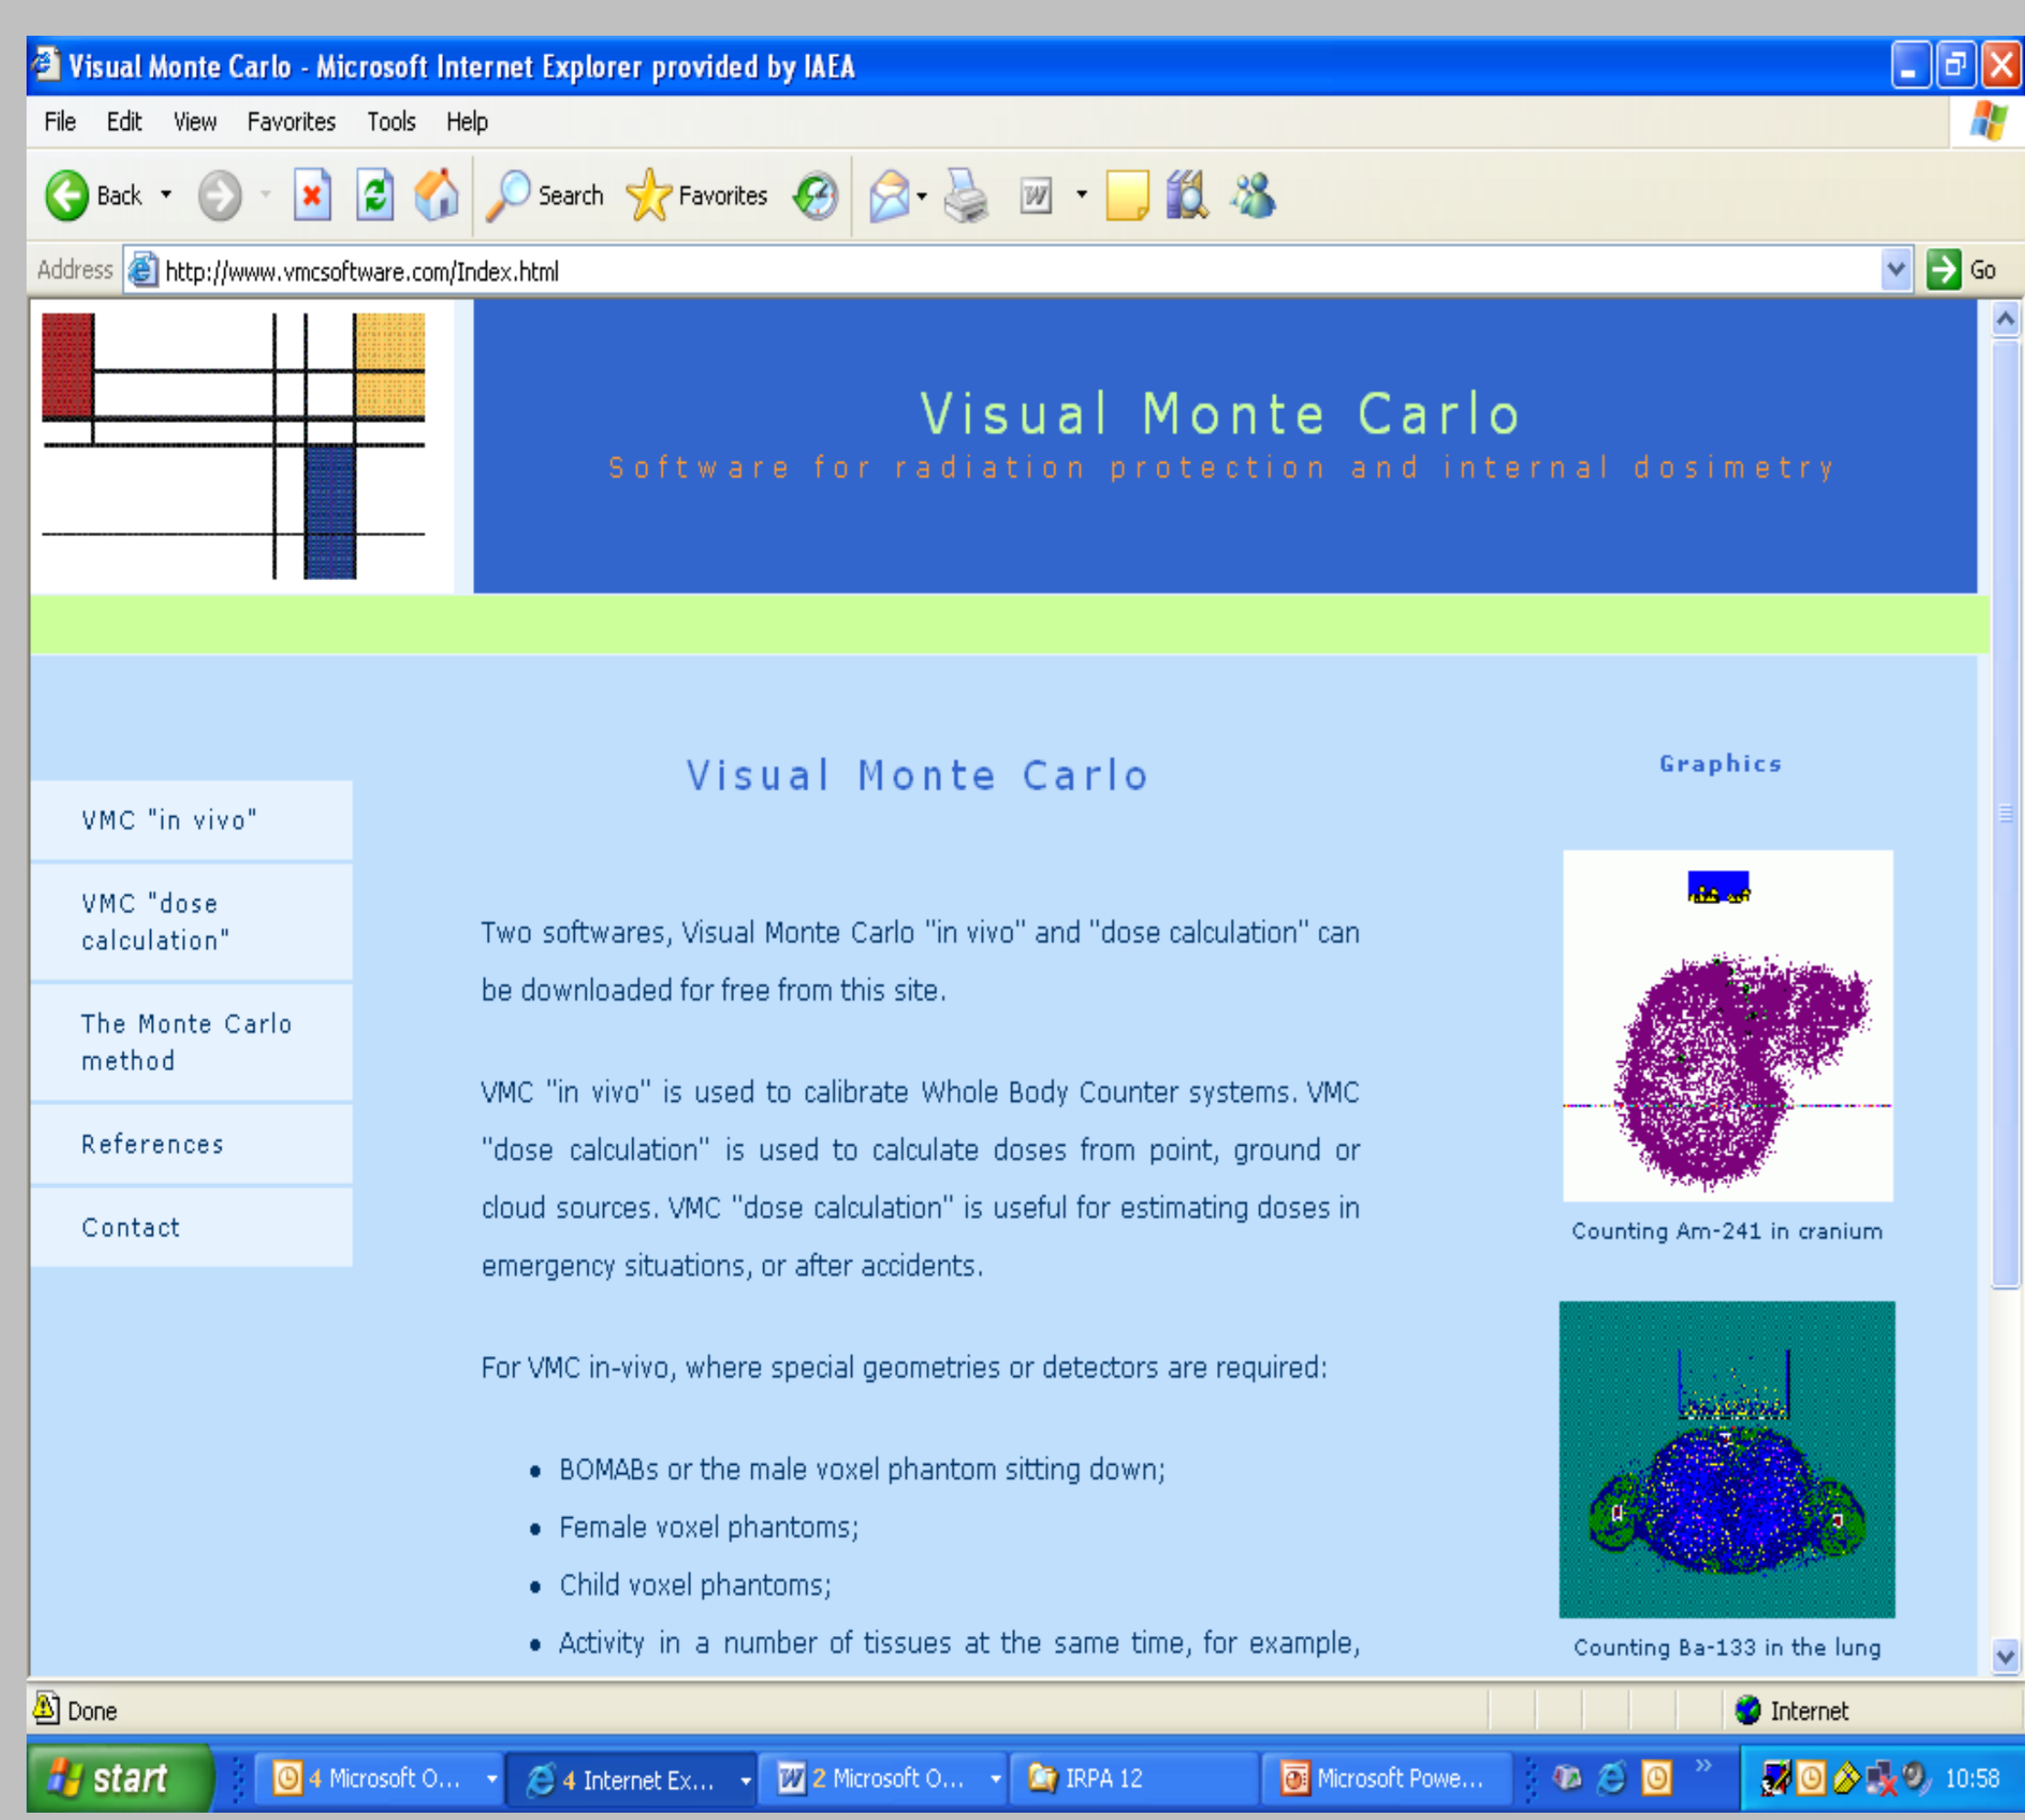 Visual Monte Carlo - Microsoft Internet Explorer provided by IAEA
File Edit View Favorites Tools Help
Back Search Favorites
Address http://www.vmcsoftware.com/Index.html Go
Visual Monte Carlo
Software for radiation protection and internal dosimetry
VMC "in vivo"
VMC "dose
calculation"
The Monte Carlo
method
References
Contact
Visual Monte Carlo
Two softwares, Visual Monte Carlo "in vivo" and "dose calculation" can
be downloaded for free from this site.
VMC "in vivo" is used to calibrate Whole Body Counter systems. VMC
"dose calculation" is used to calculate doses from point, ground or
cloud sources. VMC "dose calculation" is useful for estimating doses in
emergency situations, or after accidents.
For VMC in-vivo, where special geometries or detectors are required:
• BOMABs or the male voxel phantom sitting down;
• Female voxel phantoms;
• Child voxel phantoms;
• Activity in a number of tissues at the same time, for example,
Graphics
Counting Am-241 in cranium
Counting Ba-133 in the lung
Done Internet
start 4 Microsoft O... 4 Internet Ex... 2 Microsoft O... IRPA 12 Microsoft Powe... » 10:58